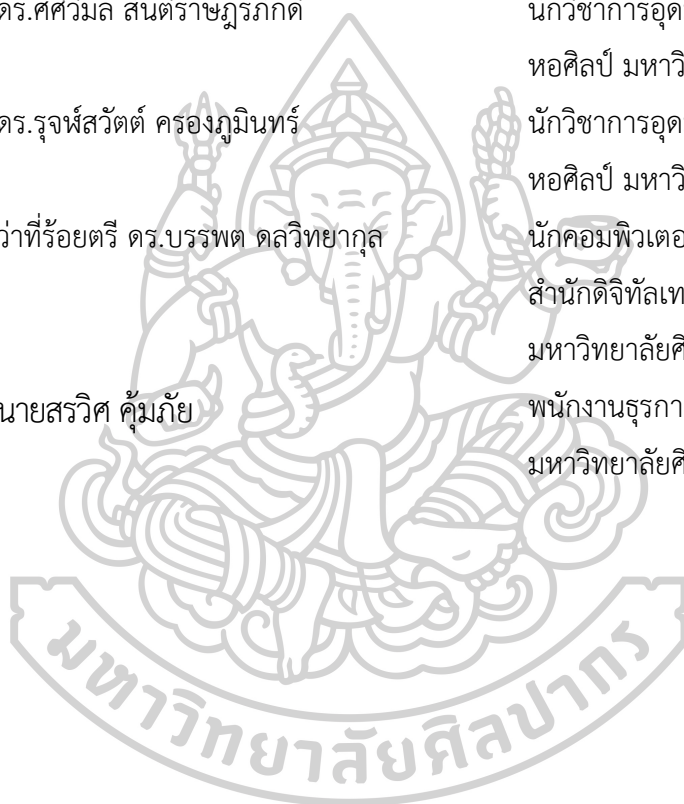 ดร.ศศิวิมล สินตราษฎร์ภักดี นักวิชาการอุด
หอศิลป์ มหาวิ
ดร.รุจพ์สวัตต์ ครองภูมินทร์ นักวิชาการอุด
หอศิลป์ มหาวิ
ว่าที่ร้อยตรี ดร.บรรพต ดลวิทยากุล นักคอมพิวเตอ
สำนักดิจิทัลเท
มหาวิทยาลัยศิ
นายสรวิศ คุ้มภัย พนักงานธุรกา
มหาวิทยาลัยศิ
มหาวิทยาลัยศิลปากร